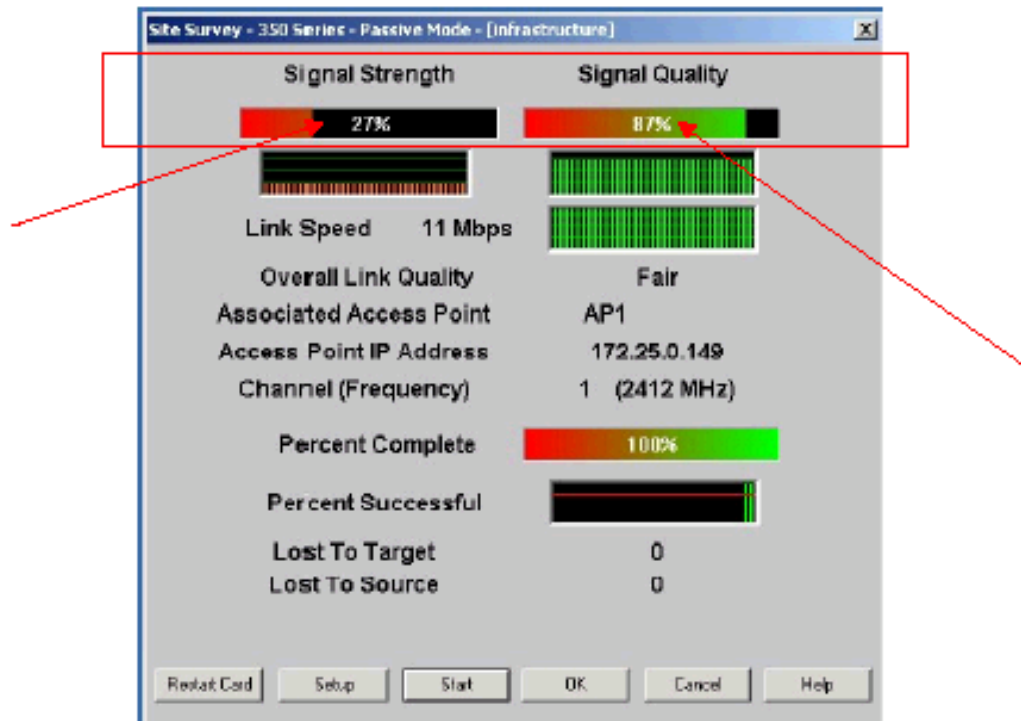 Site Survey - 350 Series - Passive Mode - [Infrastructure]
Signal Strength Signal Quality
27% 87%
Link Speed 11 Mbps
Overall Link Quality Fair
Associated Access Point AP1
Access Point IP Address 172.25.0.149
Channel (Frequency) 1 (2412 MHz)
Percent Complete 100%
Percent Successful
Lost To Target 0
Lost To Source 0
Restart Card Setup Start OK Cancel Help